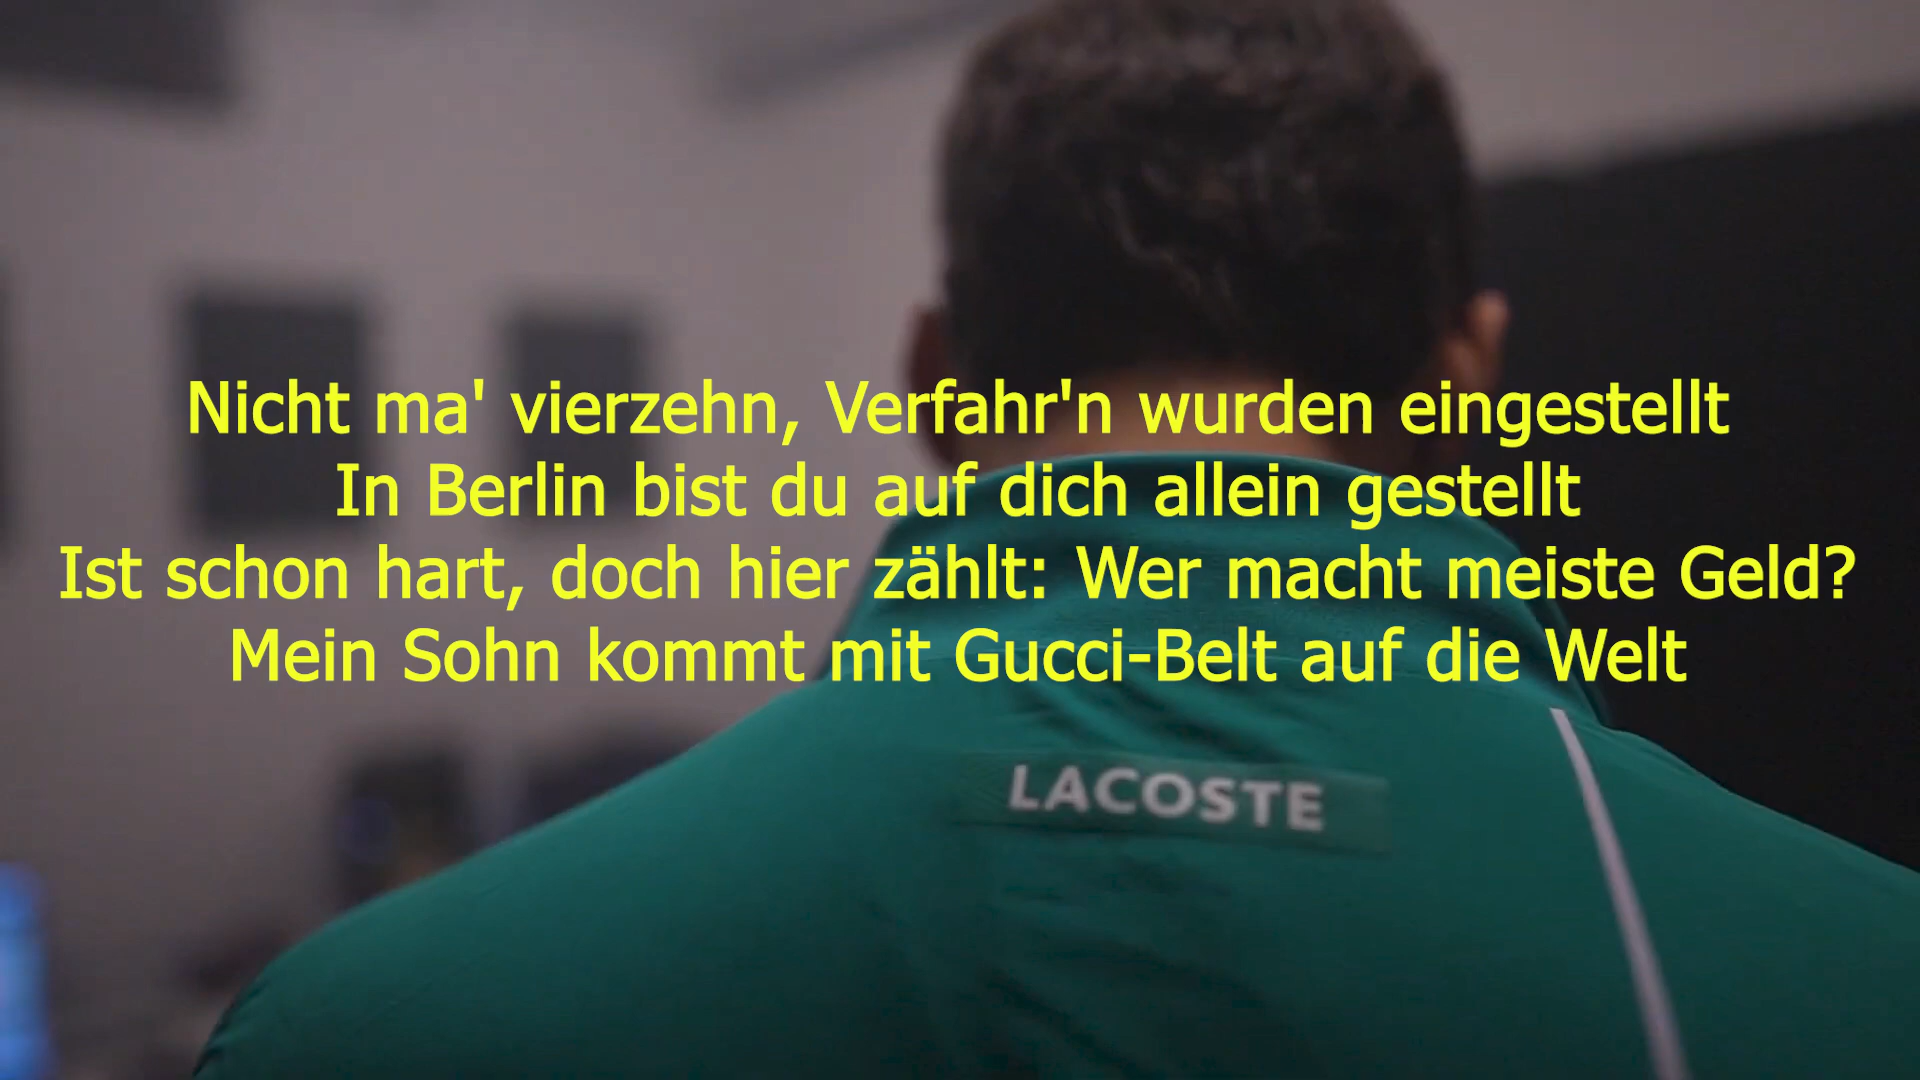 Nicht ma' vierzehn, Verfahr'n wurden eingestellt
In Berlin bist du auf dich allein gestellt
Ist schon hart, doch hier zählt: Wer macht meiste Geld?
Mein Sohn kommt mit Gucci-Belt auf die Welt
LACOSTE